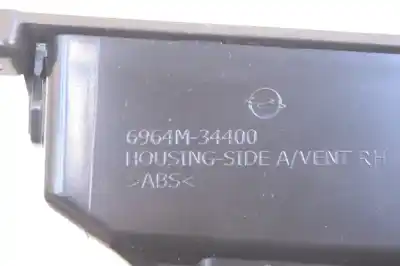 6964M-34400
HOUSING-SIDE A/VENT RH
>ABS<